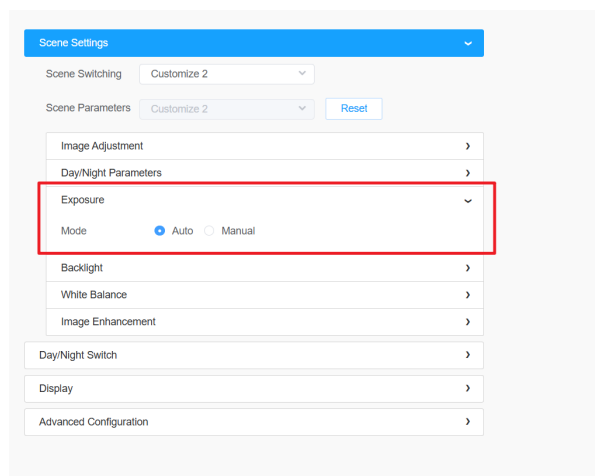 Scene Settings
Scene Switching Customize 2
Scene Parameters Customize 2 Reset
Image Adjustment
Day/Night Parameters
Exposure
Mode Auto Manual
Backlight
White Balance
Image Enhancement
Day/Night Switch
Display
Advanced Configuration